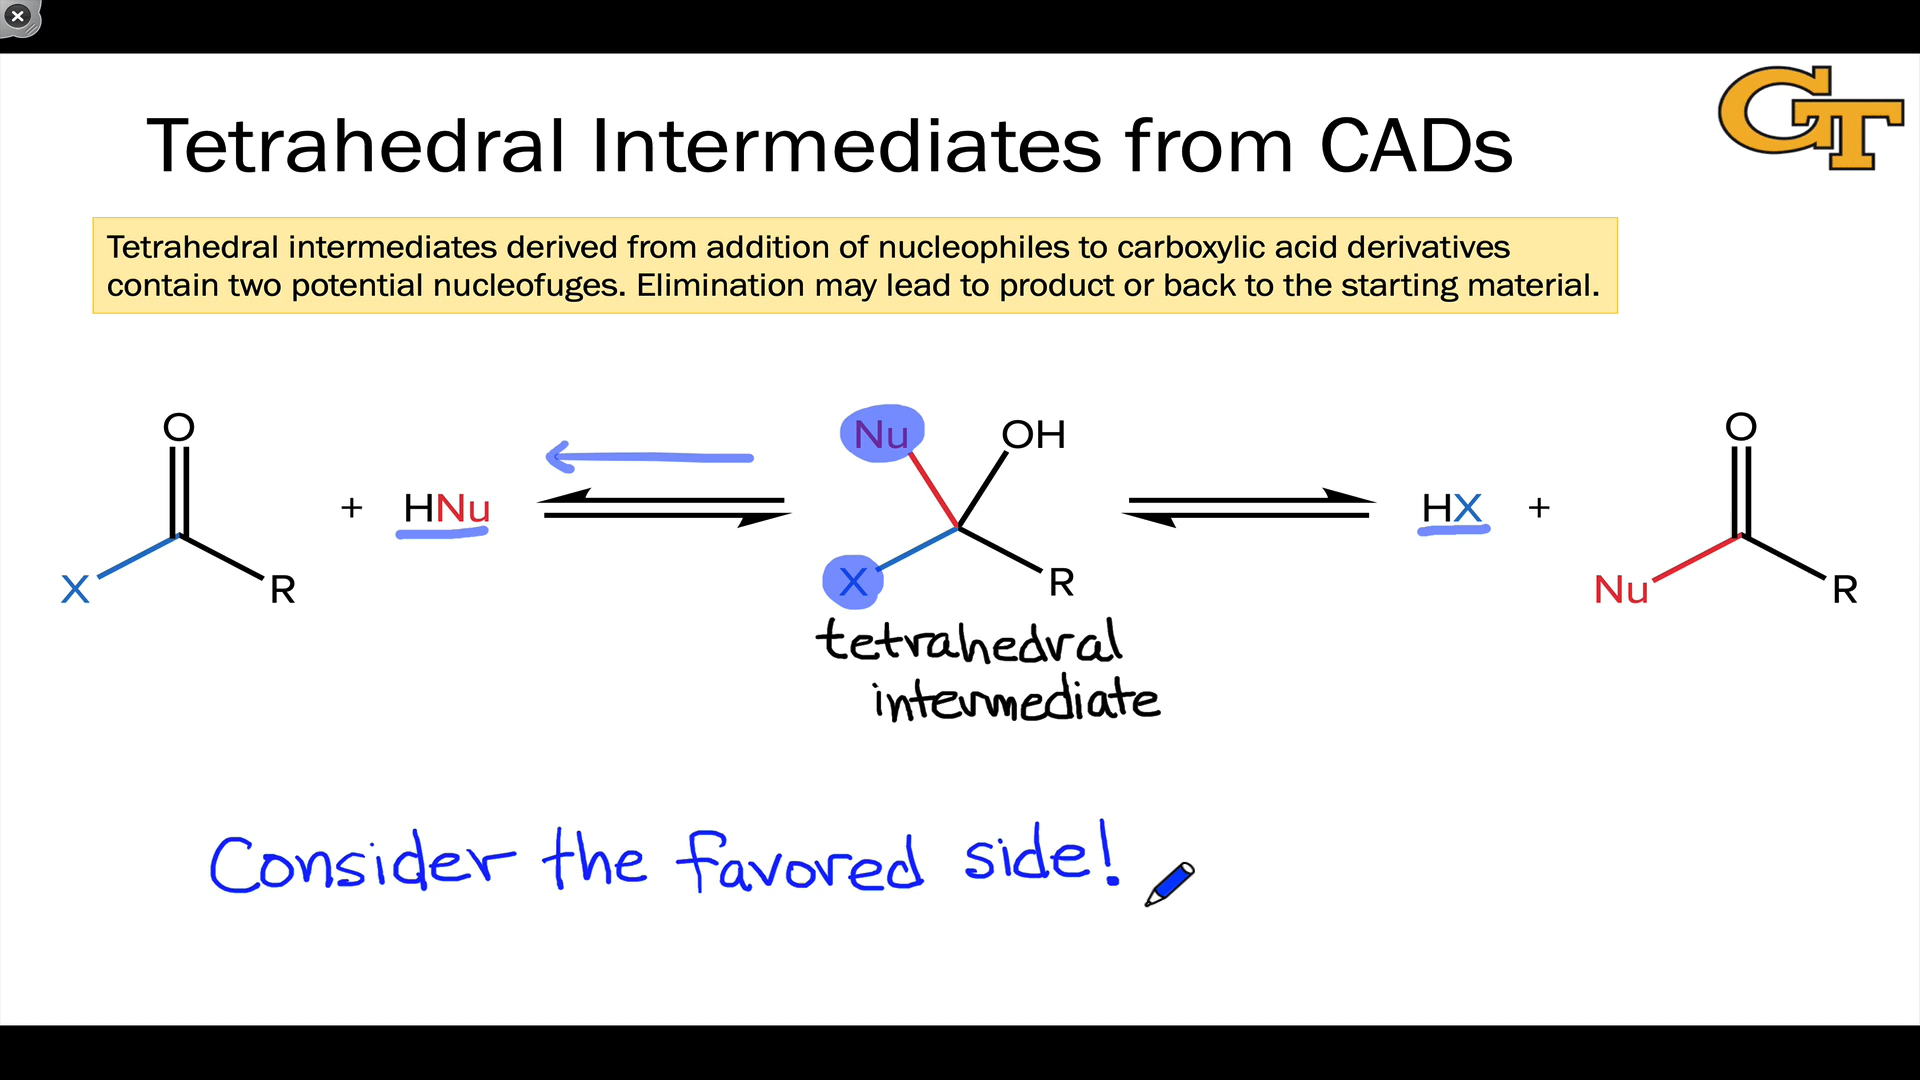 GT
Tetrahedral Intermediates from CADs
Tetrahedral intermediates derived from addition of nucleophiles to carboxylic acid derivatives
contain two potential nucleofuges. Elimination may lead to product or back to the starting material.
O
X
R
+ HNu
Nu
OH
X
R
tetrahedral
intermediate
HX +
O
Nu
R
Consider the favored side!